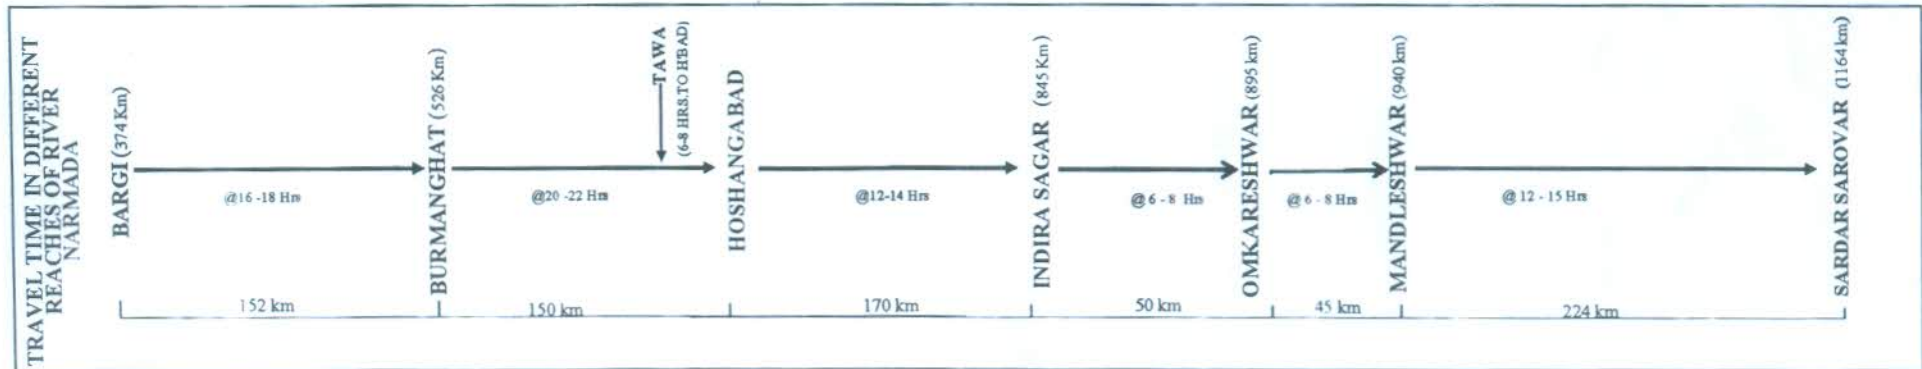 TRAVEL TIME IN DIFFERENT
REACHES OF RIVER
NARMADA
BARGI (374 Km)
@16 -18 Hrs
BURMANGHAT (526 Km)
@20 -22 Hrs
TAWA
(6-8 HRS.TO H'BAD)
HOSHANGABAD
@12-14 Hrs
INDIRA SAGAR (845 Km)
@ 6 - 8 Hrs
OMKARESHWAR (895 km)
@ 6 - 8 Hrs
MANDLESHWAR (940 km)
@ 12 - 15 Hrs
SARDAR SAROVAR (1164 km)
152 km
150 km
170 km
50 km
45 km
224 km